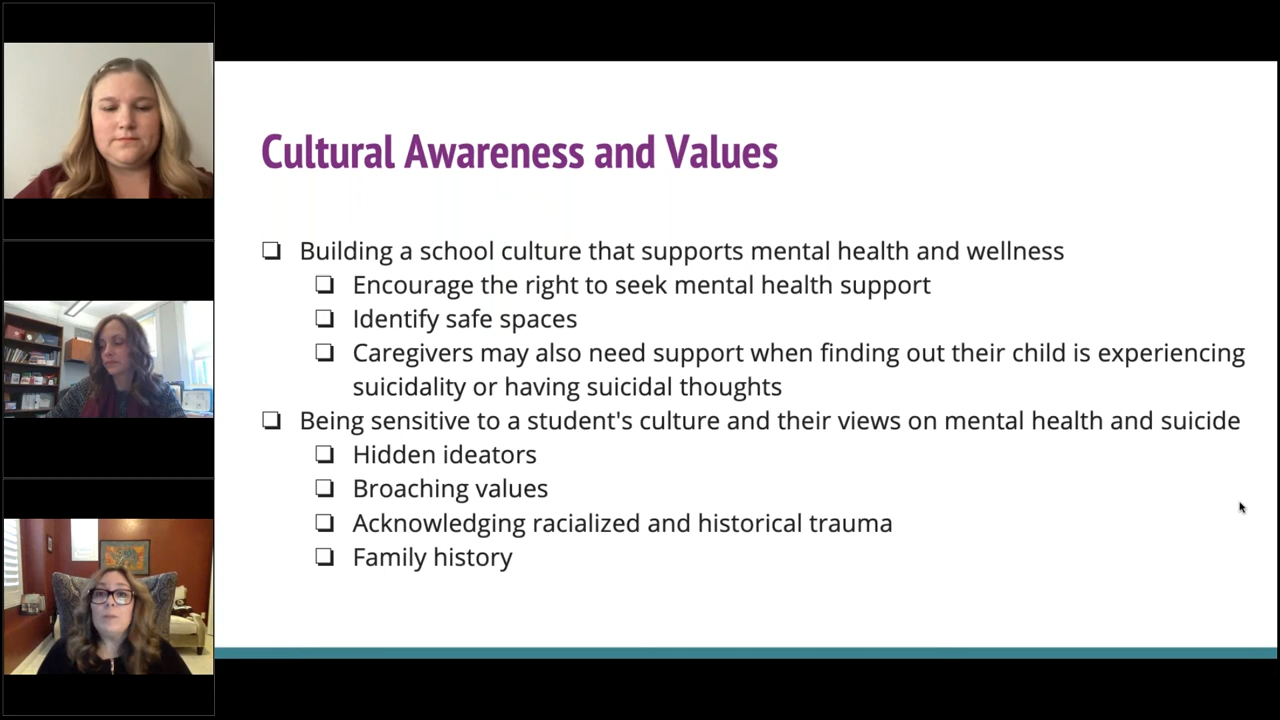 Cultural Awareness and Values
❏ Building a school culture that supports mental health and wellness
❏ Encourage the right to seek mental health support
❏ Identify safe spaces
❏ Caregivers may also need support when finding out their child is experiencing
suicidality or having suicidal thoughts
❏ Being sensitive to a student's culture and their views on mental health and suicide
❏ Hidden ideators
❏ Broaching values
❏ Acknowledging racialized and historical trauma
❏ Family history